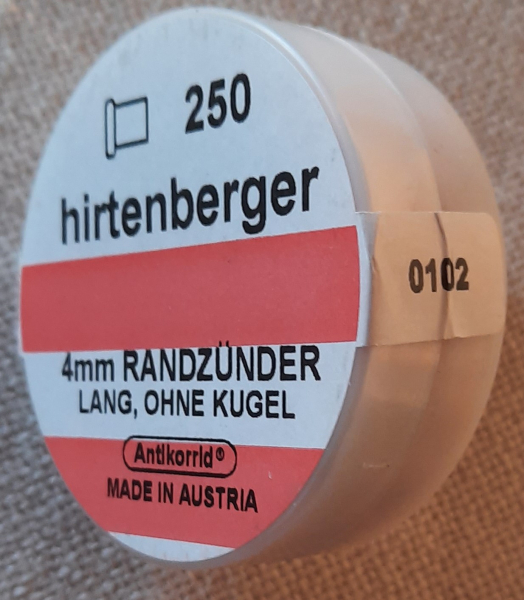 250
hirtenberger
4mm RANDZÜNDER
LANG, OHNE KUGEL
Antikorrid®
MADE IN AUSTRIA
0102